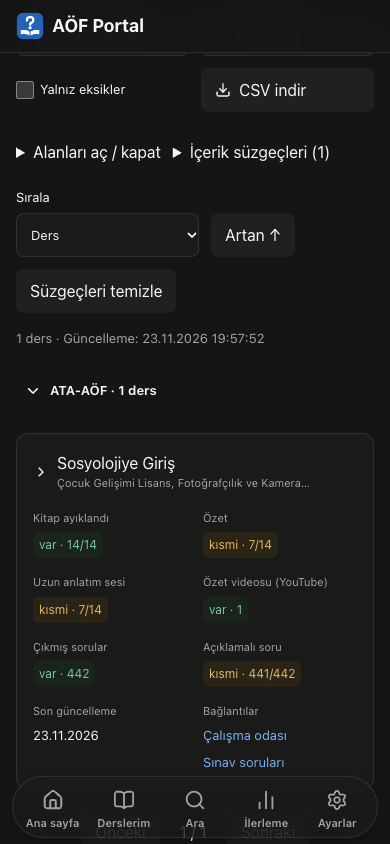 AÖF Portal
Yalnız eksikler
CSV indir
Alanları aç / kapat
İçerik süzgeçleri (1)
Sırala
Ders
Artan ↑
Süzgeçleri temizle
1 ders · Güncelleme: 23.11.2026 19:57:52
ATA-AÖF · 1 ders
Sosyolojiye Giriş
Çocuk Gelişimi Lisans, Fotoğrafçılık ve Kamera...
Kitap ayıklandı
Özet
var · 14/14
kısmi · 7/14
Uzun anlatım sesi
Özet videosu (YouTube)
kısmi · 7/14
var · 1
Çıkmış sorular
Açıklamalı soru
var · 442
kısmi · 441/442
Son güncelleme
Bağlantılar
23.11.2026
Çalışma odası
Sınav soruları
Ana sayfa
Derslerim
Ara
İlerleme
Ayarlar
Önceki
1/1
Sonraki